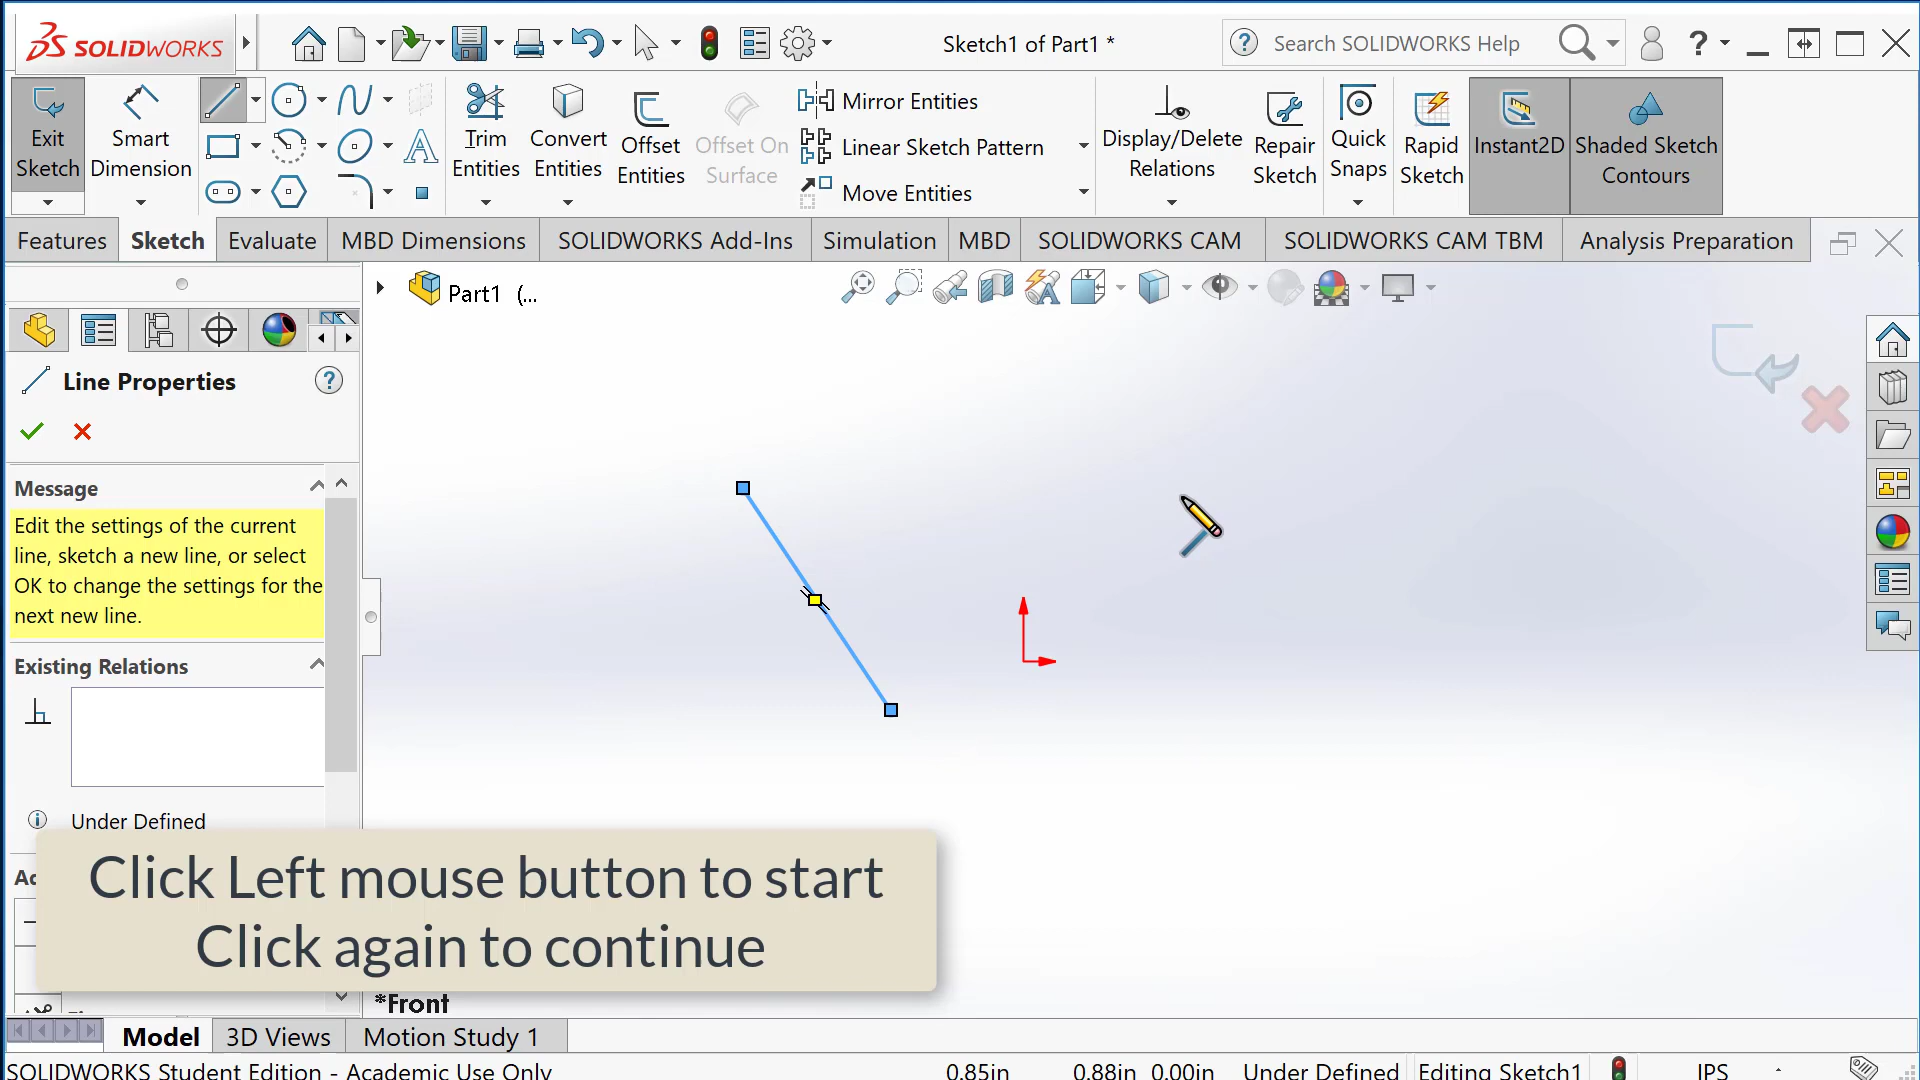 SOLIDWORKS
Sketch1 of Part1 *
Search SOLIDWORKS Help
Exit Sketch
Smart Dimension
Trim Entities
Convert Entities
Offset Entities
Offset On Surface
Mirror Entities
Linear Sketch Pattern
Move Entities
Display/Delete Relations
Repair Sketch
Quick Snaps
Rapid Sketch
Instant2D
Shaded Sketch Contours
Features
Sketch
Evaluate
MBD Dimensions
SOLIDWORKS Add-Ins
Simulation
MBD
SOLIDWORKS CAM
SOLIDWORKS CAM TBM
Analysis Preparation
Part1 (...
Line Properties
Message
Edit the settings of the current
line, sketch a new line, or select
OK to change the settings for the
next new line.
Existing Relations
Under Defined
Click Left mouse button to start
Click again to continue
*Front
Model
3D Views
Motion Study 1
SOLIDWORKS Student Edition - Academic Use Only
0.85in
0.88in
0.00in
Under Defined
Editing Sketch1
IPS